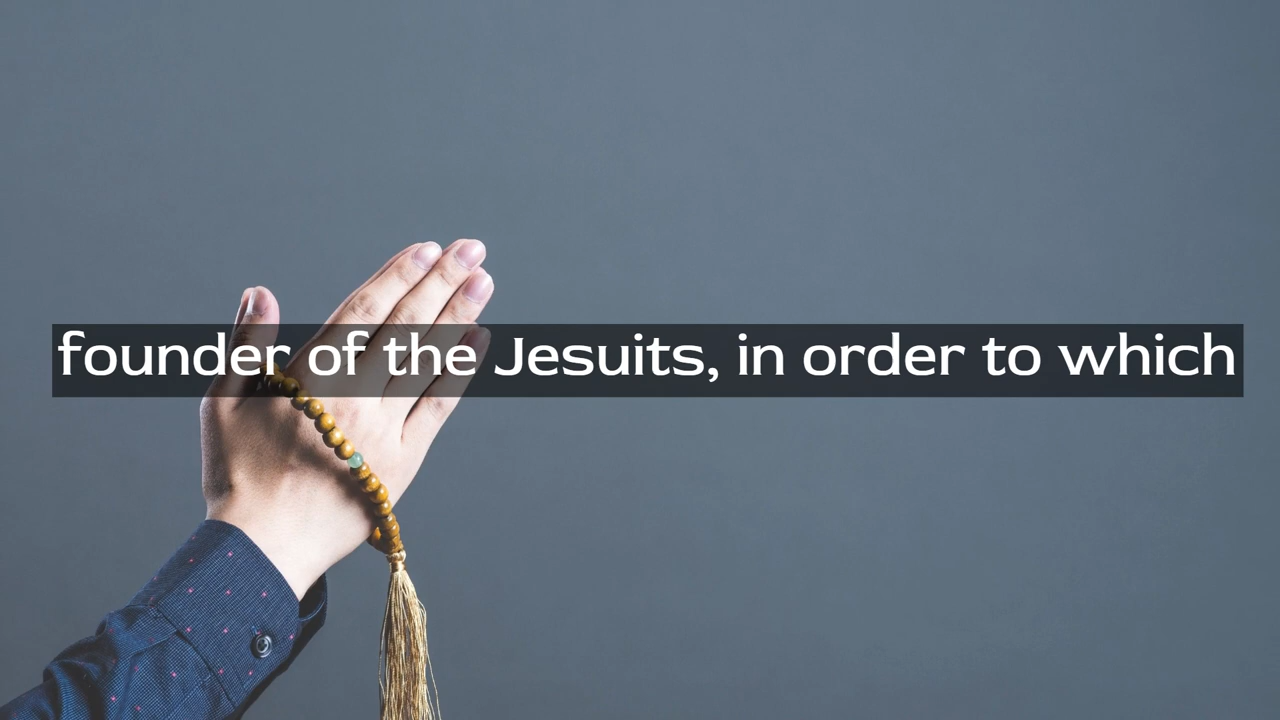 founder of the Jesuits, in order to which